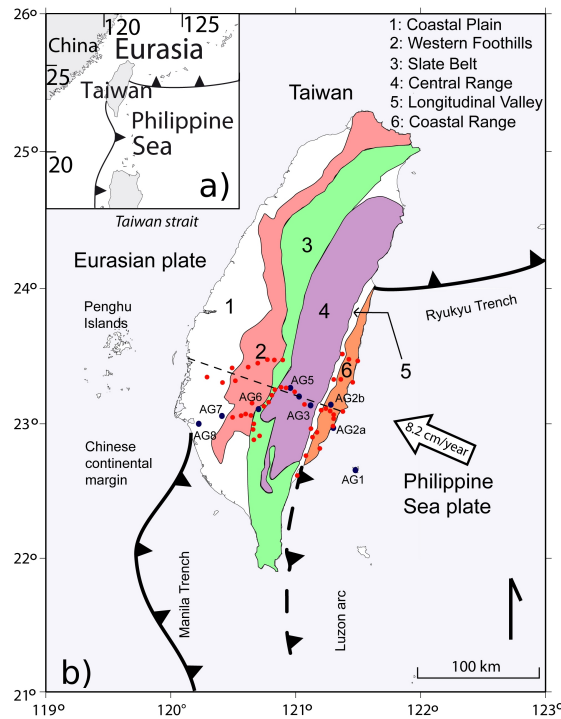 26°
120
125
China
Eurasia
25
Taiwan
Philippine
Sea
20
a)
1: Coastal Plain
2: Western Foothills
3: Slate Belt
4: Central Range
5: Longitudinal Valley
6: Coastal Range
Taiwan
25°
Taiwan strait
Eurasian plate
3
24°
1
4
Ryukyu Trench
Penghu
Islands
2
6
5
AG5
AG6
AG2b
AG7
AG3
23°
AG8
AG2a
8.2 cm/year
Chinese
continental
margin
AG1
Philippine
Sea plate
22°
Manila Trench
Luzon arc
b)
100 km
21°
119°
120°
121°
122°
123°